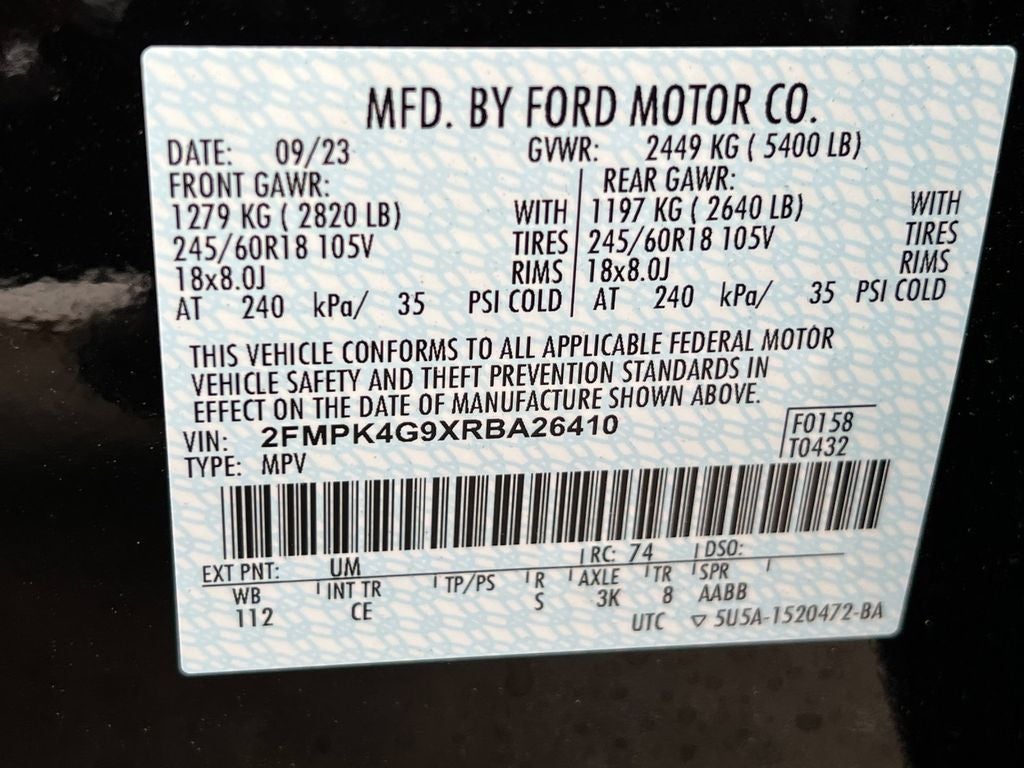 MFD. BY FORD MOTOR CO.
DATE: 09/23 GVWR: 2449 KG ( 5400 LB)
FRONT GAWR: REAR GAWR:
1279 KG ( 2820 LB) WITH 1197 KG ( 2640 LB) WITH
245/60R18 105V TIRES 245/60R18 105V TIRES
18x8.0J RIMS 18x8.0J RIMS
AT 240 kPa/ 35 PSI COLD AT 240 kPa/ 35 PSI COLD
THIS VEHICLE CONFORMS TO ALL APPLICABLE FEDERAL MOTOR
VEHICLE SAFETY AND THEFT PREVENTION STANDARDS IN
EFFECT ON THE DATE OF MANUFACTURE SHOWN ABOVE.
VIN: 2FMPK4G9XRBA26410 F0158
TYPE: MPV T0432
EXT PNT: UM RC: 74 DSO:
WB INT TR TP/PS R AXLE TR SPR
112 CE S 3K 8 AABB
UTC ▽ 5U5A-1520472-BA